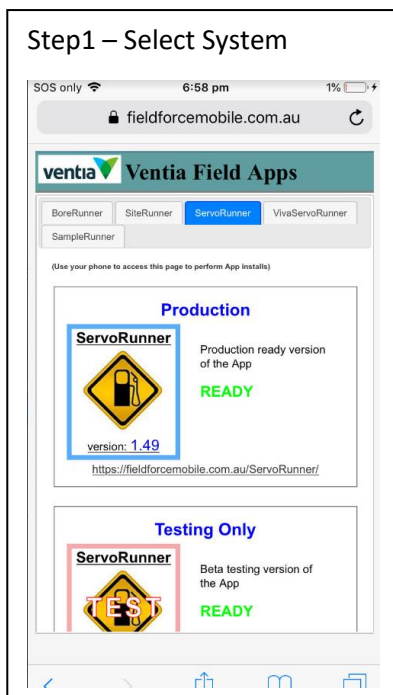 Step1 – Select System
SOS only 6:58 pm 1%
fieldforcemobile.com.au
ventia Ventia Field Apps
BoreRunner SiteRunner ServoRunner VivaServoRunner
SampleRunner
(Use your phone to access this page to perform App installs)
Production
ServoRunner
Production ready version
of the App
READY
version: 1.49
https://fieldforcemobile.com.au/ServoRunner/
Testing Only
ServoRunner
Beta testing version of
the App
TEST
READY